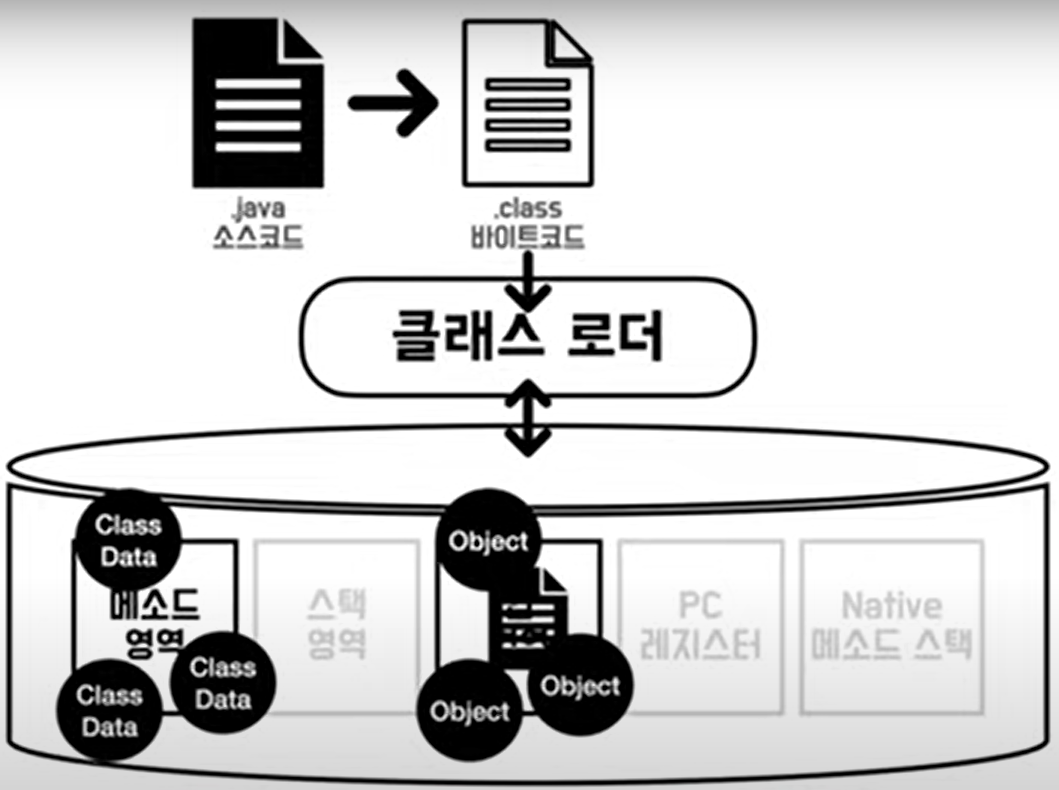 .java
소스코드
.class
바이트코드
클래스 로더
Class
Data
메소드
영역
Class
Data
Class
Data
스택
영역
Object
Object
Object
PC
레지스터
Native
메소드 스택